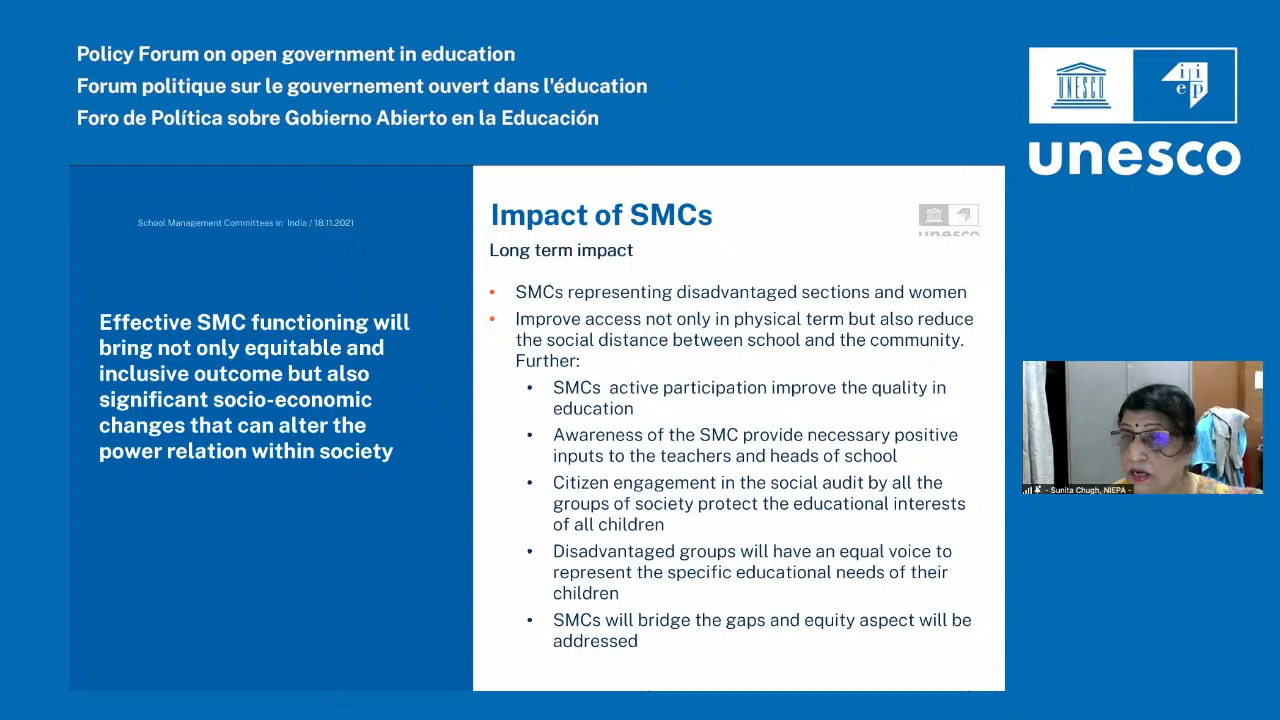 Policy Forum on open government in education
Forum politique sur le gouvernement ouvert dans l'éducation
Foro de Política sobre Gobierno Abierto en la Educación
UNESCO
i i
e p
unesco
School Management Committees in India / 18.11.2021
Effective SMC functioning will
bring not only equitable and
inclusive outcome but also
significant socio-economic
changes that can alter the
power relation within society
Impact of SMCs
unesco
Long term impact
• SMCs representing disadvantaged sections and women
• Improve access not only in physical term but also reduce
the social distance between school and the community.
Further:
• SMCs active participation improve the quality in
education
• Awareness of the SMC provide necessary positive
inputs to the teachers and heads of school
• Citizen engagement in the social audit by all the
groups of society protect the educational interests
of all children
• Disadvantaged groups will have an equal voice to
represent the specific educational needs of their
children
• SMCs will bridge the gaps and equity aspect will be
addressed
- Sunita Chugh, NIEPA -